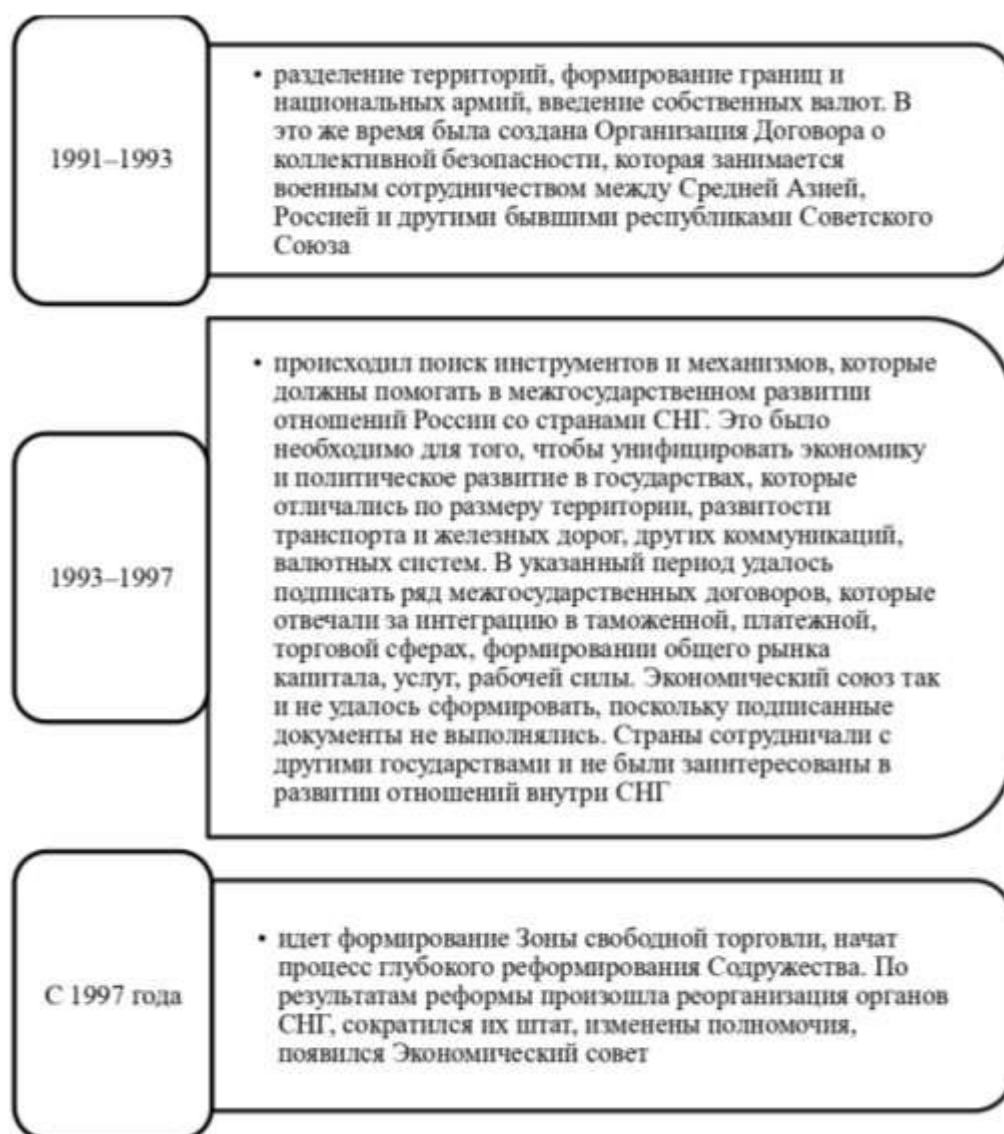 1991–1993
• разделение территорий, формирование границ и
национальных армий, введение собственных валют. В
это же время была создана Организация Договора о
коллективной безопасности, которая занимается
военным сотрудничеством между Средней Азией,
Россией и другими бывшими республиками Советского
Союза
1993–1997
• происходил поиск инструментов и механизмов, которые
должны помогать в межгосударственном развитии
отношений России со странами СНГ. Это было
необходимо для того, чтобы унифицировать экономику
и политическое развитие в государствах, которые
отличались по размеру территории, развитости
транспорта и железных дорог, других коммуникаций,
валютных систем. В указанный период удалось
подписать ряд межгосударственных договоров, которые
отвечали за интеграцию в таможенной, платежной,
торговой сферах, формировании общего рынка
капитала, услуг, рабочей силы. Экономический союз так
и не удалось сформировать, поскольку подписанные
документы не выполнялись. Страны сотрудничали с
другими государствами и не были заинтересованы в
развитии отношений внутри СНГ
С 1997 года
• идет формирование Зоны свободной торговли, начат
процесс глубокого реформирования Содружества. По
результатам реформы произошла реорганизация органов
СНГ, сократился их штат, изменены полномочия,
появился Экономический совет